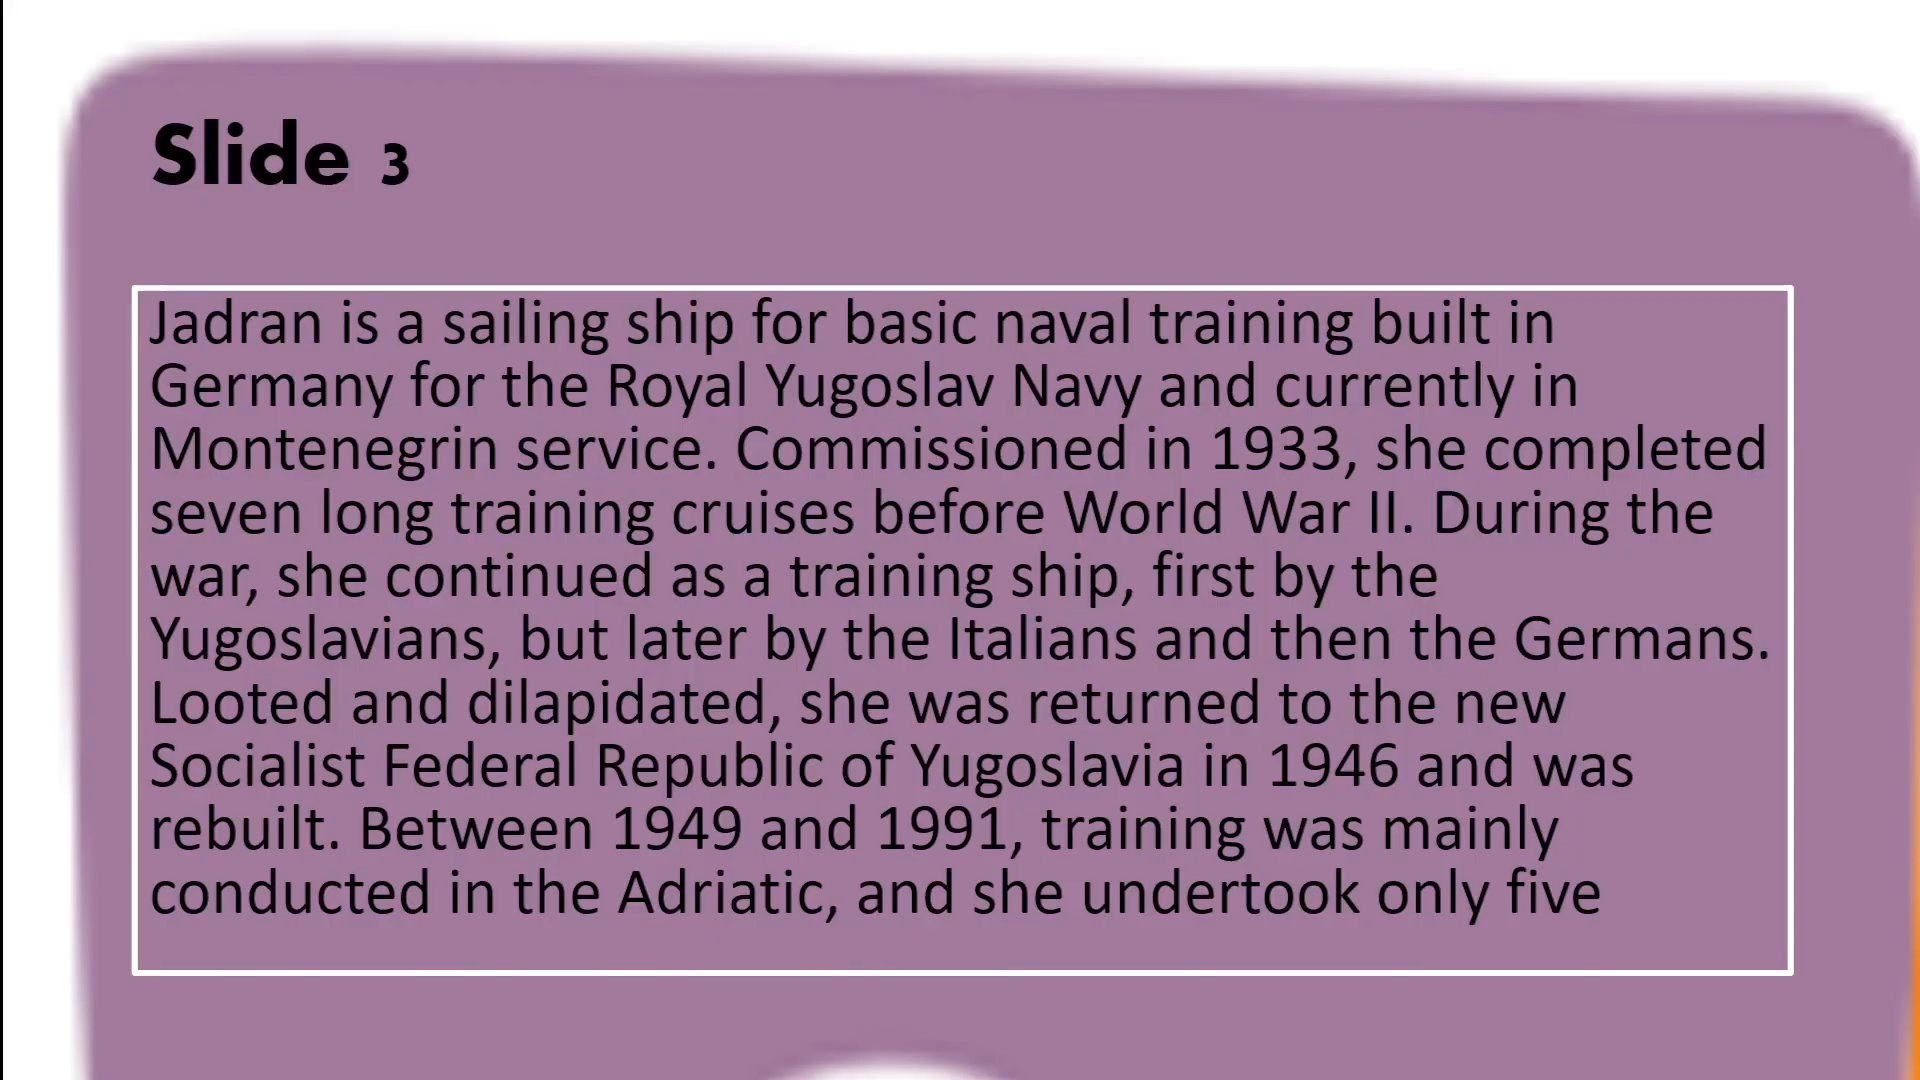 Slide 3
Jadran is a sailing ship for basic naval training built in
Germany for the Royal Yugoslav Navy and currently in
Montenegrin service. Commissioned in 1933, she completed
seven long training cruises before World War II. During the
war, she continued as a training ship, first by the
Yugoslavians, but later by the Italians and then the Germans.
Looted and dilapidated, she was returned to the new
Socialist Federal Republic of Yugoslavia in 1946 and was
rebuilt. Between 1949 and 1991, training was mainly
conducted in the Adriatic, and she undertook only five